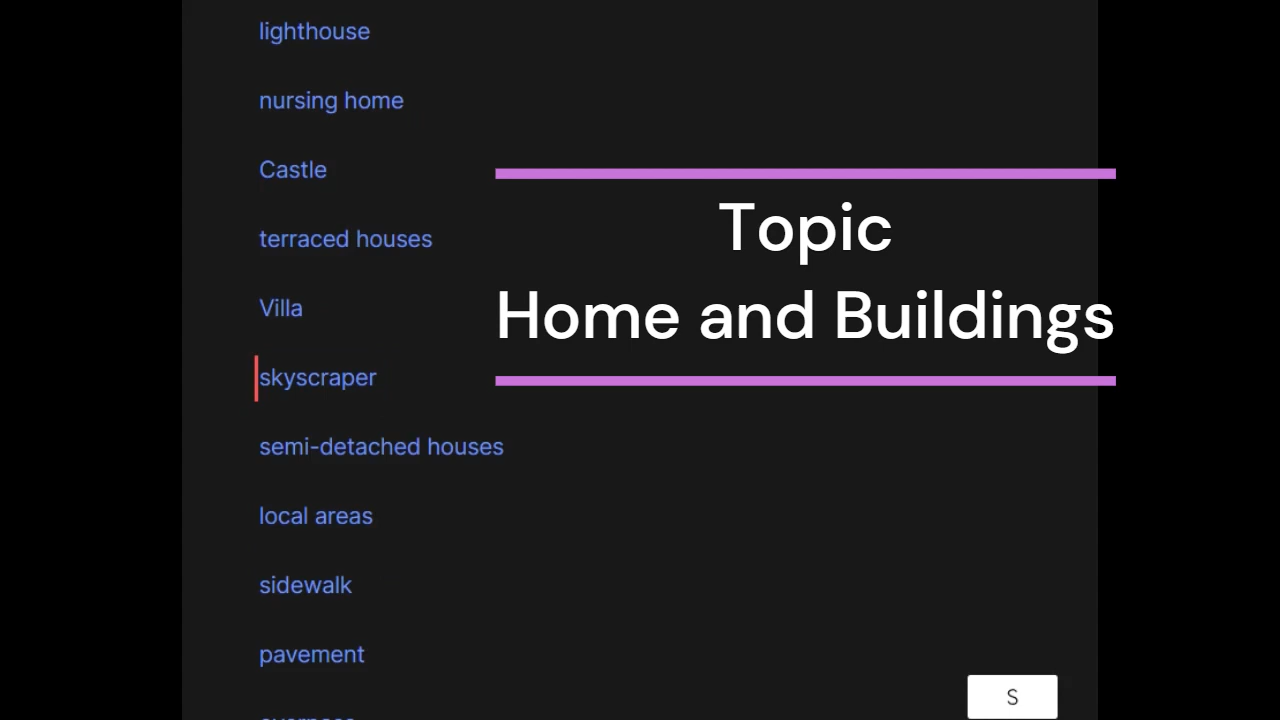 lighthouse
nursing home
Castle
terraced houses
Villa
skyscraper
semi-detached houses
local areas
sidewalk
pavement
Topic
Home and Buildings
S